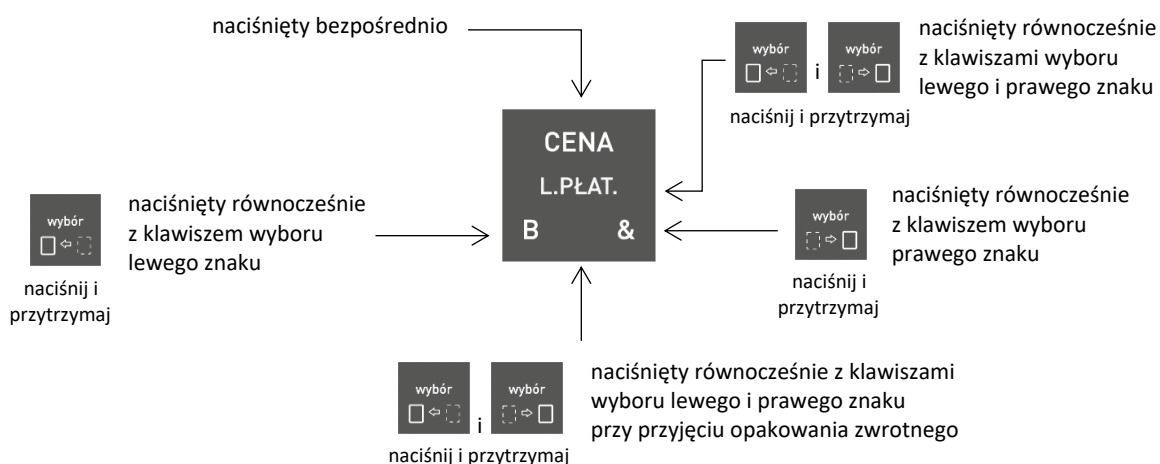 naciśnięty bezpośrednio
wybór
i
wybór
naciśnij i przytrzymaj
naciśnięty równocześnie
z klawiszami wyboru
lewego i prawego znaku
CENA
L.PŁAT.
B &
wybór
naciśnij i
przytrzymaj
naciśnięty równocześnie
z klawiszem wyboru
lewego znaku
wybór
naciśnij i
przytrzymaj
naciśnięty równocześnie
z klawiszem wyboru
prawego znaku
wybór
i
wybór
naciśnij i przytrzymaj
naciśnięty równocześnie z klawiszami
wyboru lewego i prawego znaku
przy przyjęciu opakowania zwrotnego